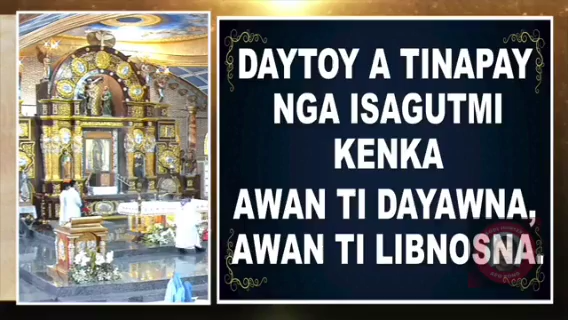 DAYTOY A TINAPAY
NGA ISAGUTMI
KENKA
AWAN TI DAYAWNA,
AWAN TI LIBNOSNA.